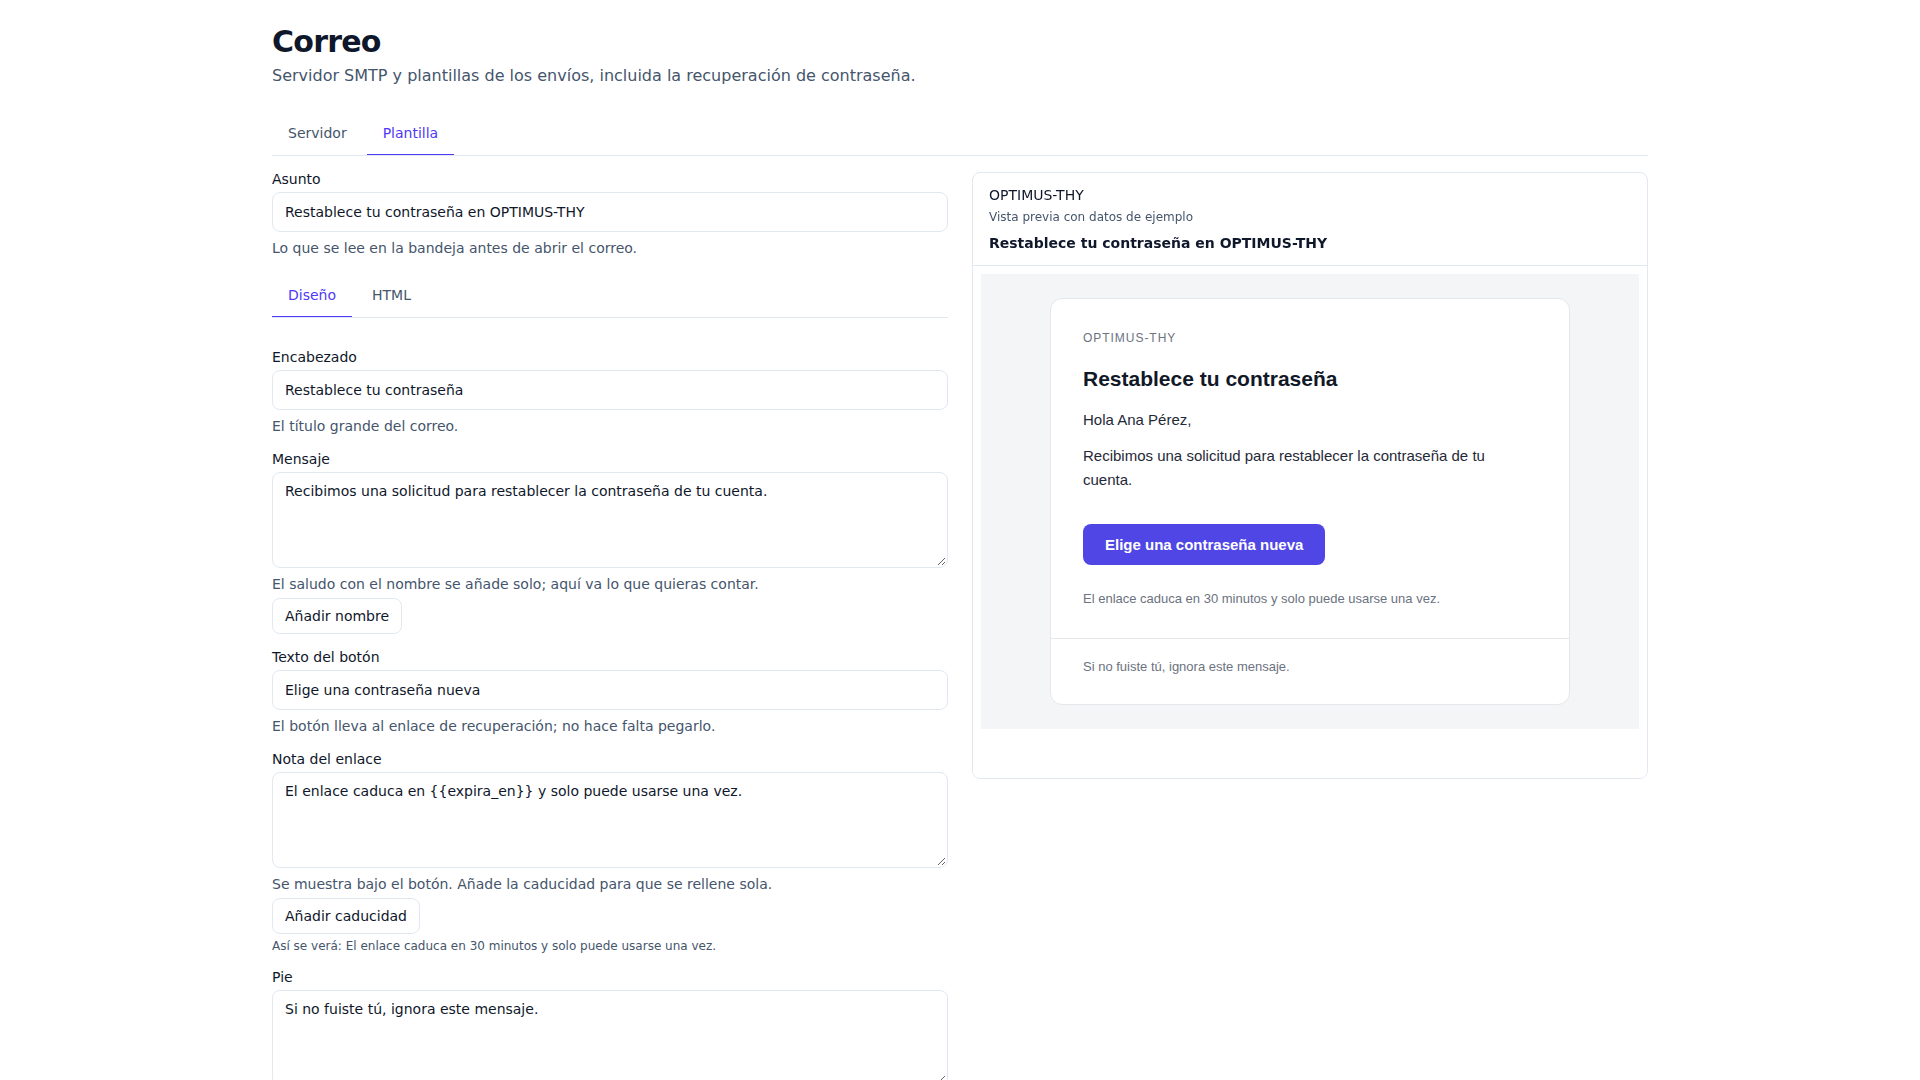 Correo
Servidor SMTP y plantillas de los envíos, incluida la recuperación de contraseña.
Servidor
Plantilla
Asunto
Restablece tu contraseña en OPTIMUS-THY
Lo que se lee en la bandeja antes de abrir el correo.
Diseño
HTML
Encabezado
Restablece tu contraseña
El título grande del correo.
Mensaje
Recibimos una solicitud para restablecer la contraseña de tu cuenta.
El saludo con el nombre se añade solo; aquí va lo que quieras contar.
Añadir nombre
Texto del botón
Elige una contraseña nueva
El botón lleva al enlace de recuperación; no hace falta pegarlo.
Nota del enlace
El enlace caduca en {{expira_en}} y solo puede usarse una vez.
Se muestra bajo el botón. Añade la caducidad para que se rellene sola.
Añadir caducidad
Así se verá: El enlace caduca en 30 minutos y solo puede usarse una vez.
Pie
Si no fuiste tú, ignora este mensaje.
OPTIMUS-THY
Vista previa con datos de ejemplo
Restablece tu contraseña en OPTIMUS-THY
OPTIMUS-THY
Restablece tu contraseña
Hola Ana Pérez,
Recibimos una solicitud para restablecer la contraseña de tu
cuenta.
Elige una contraseña nueva
El enlace caduca en 30 minutos y solo puede usarse una vez.
Si no fuiste tú, ignora este mensaje.